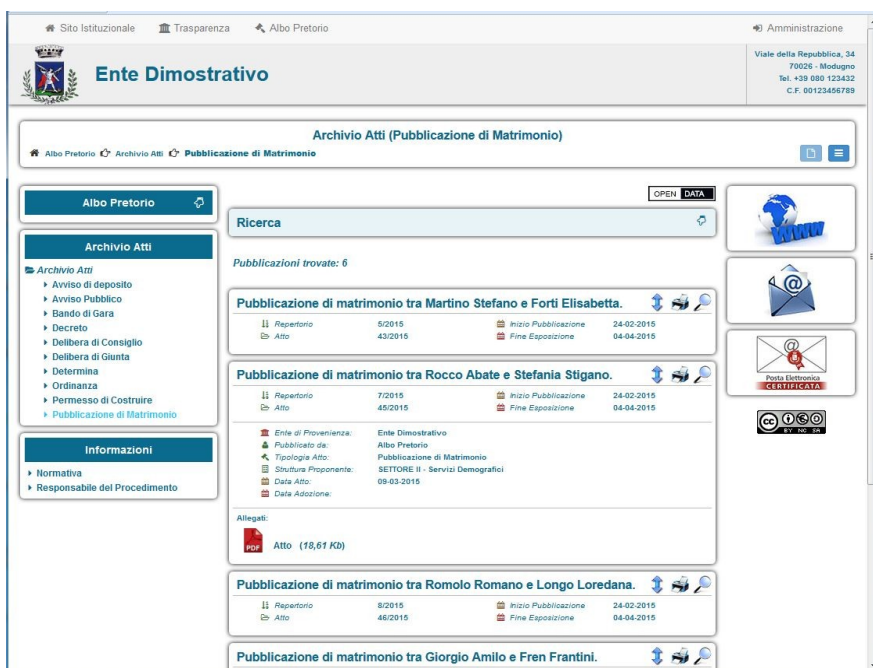 Sito Istituzionale Trasparenza Albo Pretorio Amministrazione
Ente Dimostrativo
Viale della Repubblica, 34
70026 - Modugno
Tel. +39 080 123432
C.F. 00123456789
Archivio Atti (Pubblicazione di Matrimonio)
Albo Pretorio Archivio Atti Pubblicazione di Matrimonio
Albo Pretorio
Archivio Atti
Archivio Atti
Avviso di deposito
Avviso Pubblico
Bando di Gara
Decreto
Delibera di Consiglio
Delibera di Giunta
Determina
Ordinanza
Permesso di Costruire
Pubblicazione di Matrimonio
Informazioni
Normativa
Responsabile del Procedimento
OPEN DATA
Ricerca
Pubblicazioni trovate: 6
Pubblicazione di matrimonio tra Martino Stefano e Forti Elisabetta.
Repertorio 5/2015 Inizio Pubblicazione 24-02-2015
Atto 43/2015 Fine Esposizione 04-04-2015
Pubblicazione di matrimonio tra Rocco Abate e Stefania Stigano.
Repertorio 7/2015 Inizio Pubblicazione 24-02-2015
Atto 45/2015 Fine Esposizione 04-04-2015
Ente di Provenienza: Ente Dimostrativo
Pubblicato da: Albo Pretorio
Tipologia Atto: Pubblicazione di Matrimonio
Struttura Proponente: SETTORE II - Servizi Demografici
Data Atto: 09-03-2015
Data Adozione:
Allegati:
PDF Atto (18,61 Kb)
Pubblicazione di matrimonio tra Romolo Romano e Longo Loredana.
Repertorio 8/2015 Inizio Pubblicazione 24-02-2015
Atto 46/2015 Fine Esposizione 04-04-2015
Pubblicazione di matrimonio tra Giorgio Amilo e Fren Frantini.
WWW
@
@
Posta Elettronica
CERTIFICATA
CC BY NC SA